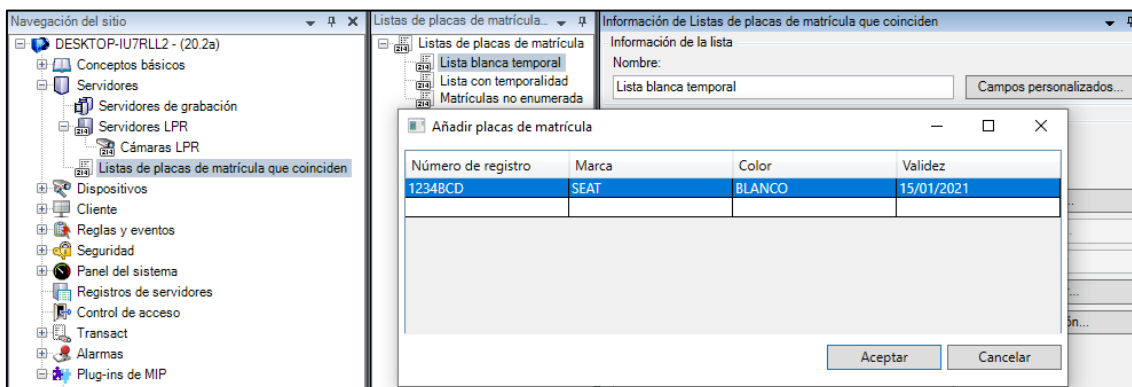 Navegación del sitio
DESKTOP-IU7RLL2 - (20.2a)
Conceptos básicos
Servidores
Servidores de grabación
Servidores LPR
Cámaras LPR
Listas de placas de matrícula que coinciden
Dispositivos
Cliente
Reglas y eventos
Seguridad
Panel del sistema
Registros de servidores
Control de acceso
Transact
Alarmas
Plug-ins de MIP
Listas de placas de matrícula...
Listas de placas de matrícula
Lista blanca temporal
Lista con temporalidad
Matrículas no enumerada
Información de Listas de placas de matrícula que coinciden
Información de la lista
Nombre:
Lista blanca temporal
Campos personalizados...
Añadir placas de matrícula
Número de registro Marca Color Validez
1234BCD SEAT BLANCO 15/01/2021
Aceptar Cancelar